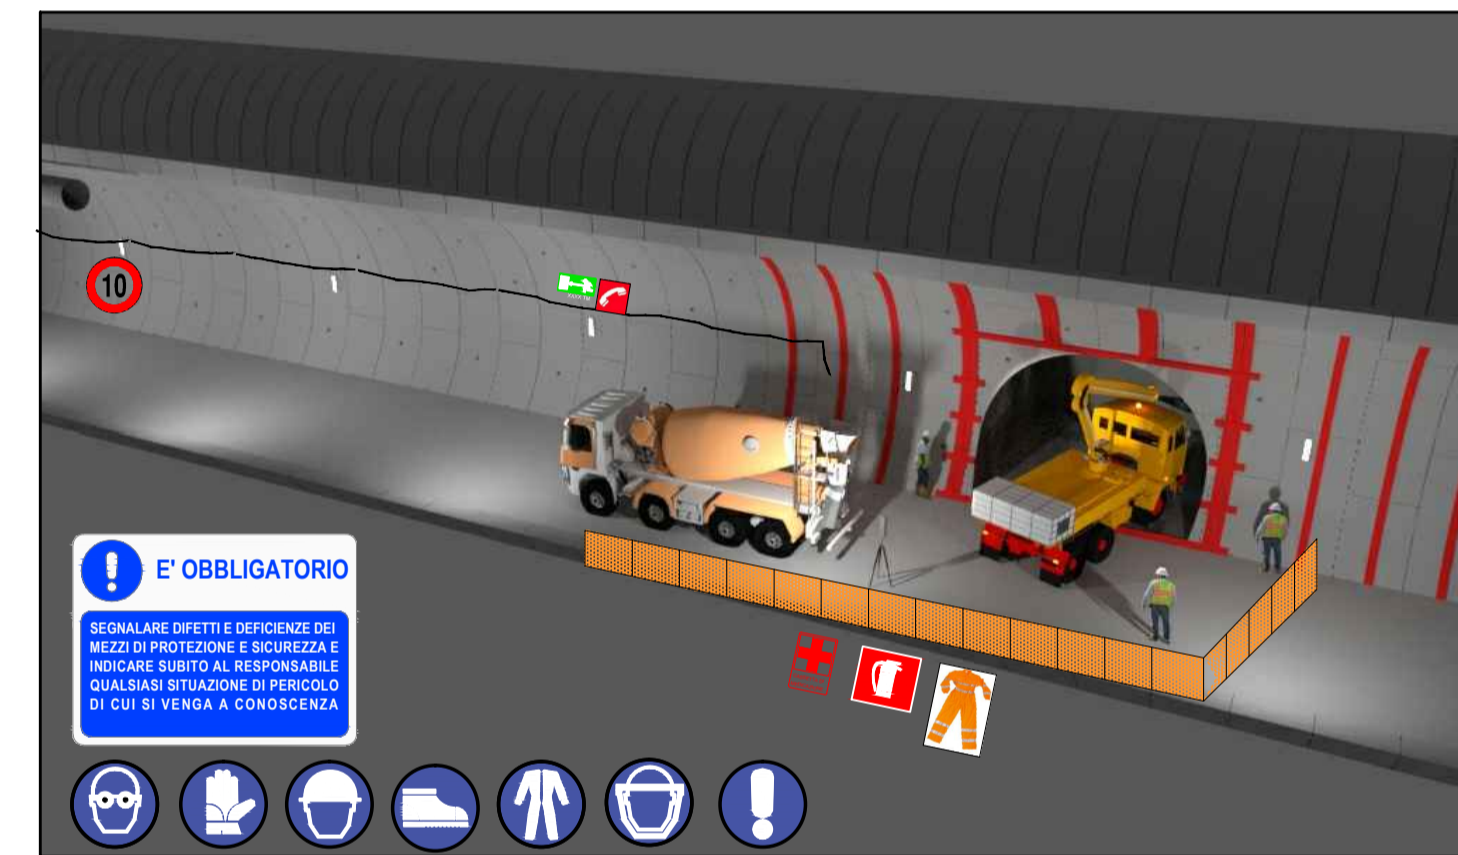 10
E' OBBLIGATORIO
SEGNALARE DIFETTI E DEFICIENZE DEI
MEZZI DI PROTEZIONE E SICUREZZA E
INDICARE SUBITO AL RESPONSABILE
QUALSIASI SITUAZIONE DI PERICOLO
DI CUI SI VENGA A CONOSCENZA